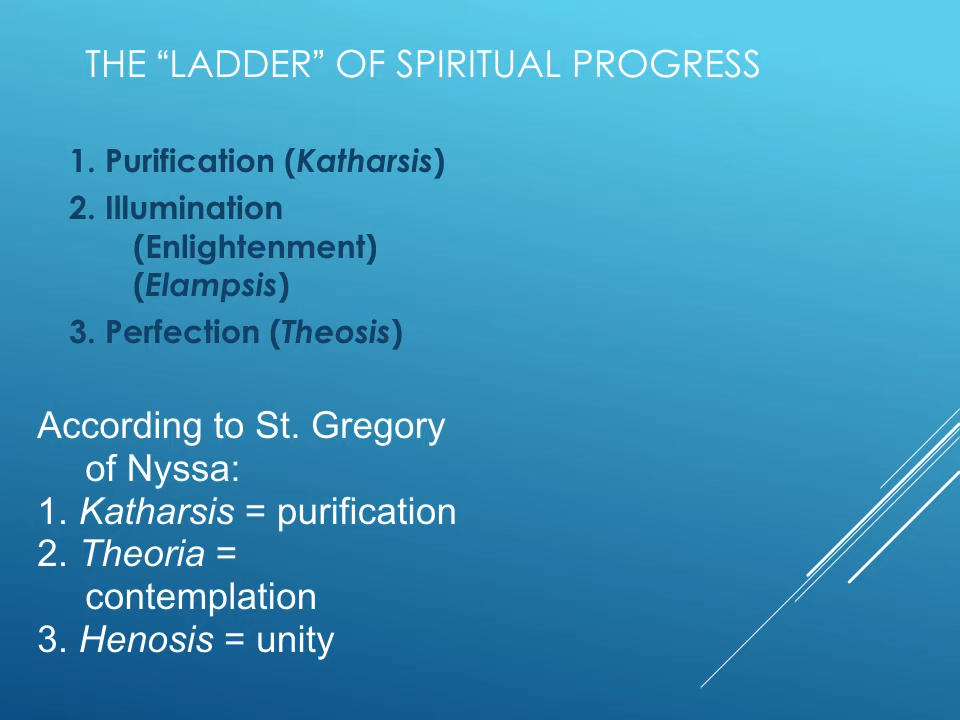 THE “LADDER” OF SPIRITUAL PROGRESS
1. Purification (Katharsis)
2. Illumination
(Enlightenment)
(Elampsis)
3. Perfection (Theosis)
According to St. Gregory
of Nyssa:
1. Katharsis = purification
2. Theoria =
contemplation
3. Henosis = unity